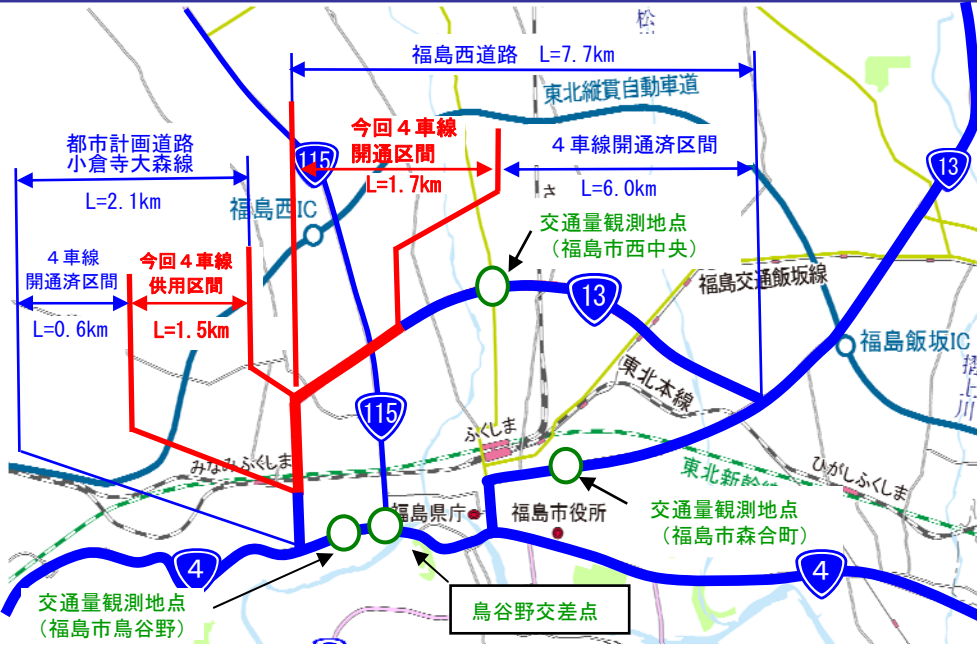 松
福島西道路 L=7.7km
東北縦貫自動車道
都市計画道路
小倉寺大森線
L=2.1km
今回４車線
開通区間
L=1.7km
115
４車線開通済区間
L=6.0km
13
福島西IC
さ
交通量観測地点
（福島市西中央）
４車線
開通済区間
L=0.6km
今回４車線
供用区間
L=1.5km
13
福島交通飯坂線
福島飯坂IC
摺上川
東北本線
115
ふくしま
みなみふくしま
東北新幹線
ひがしふくしま
福島県庁
福島市役所
交通量観測地点
（福島市森合町）
4
4
交通量観測地点
（福島市鳥谷野）
鳥谷野交差点